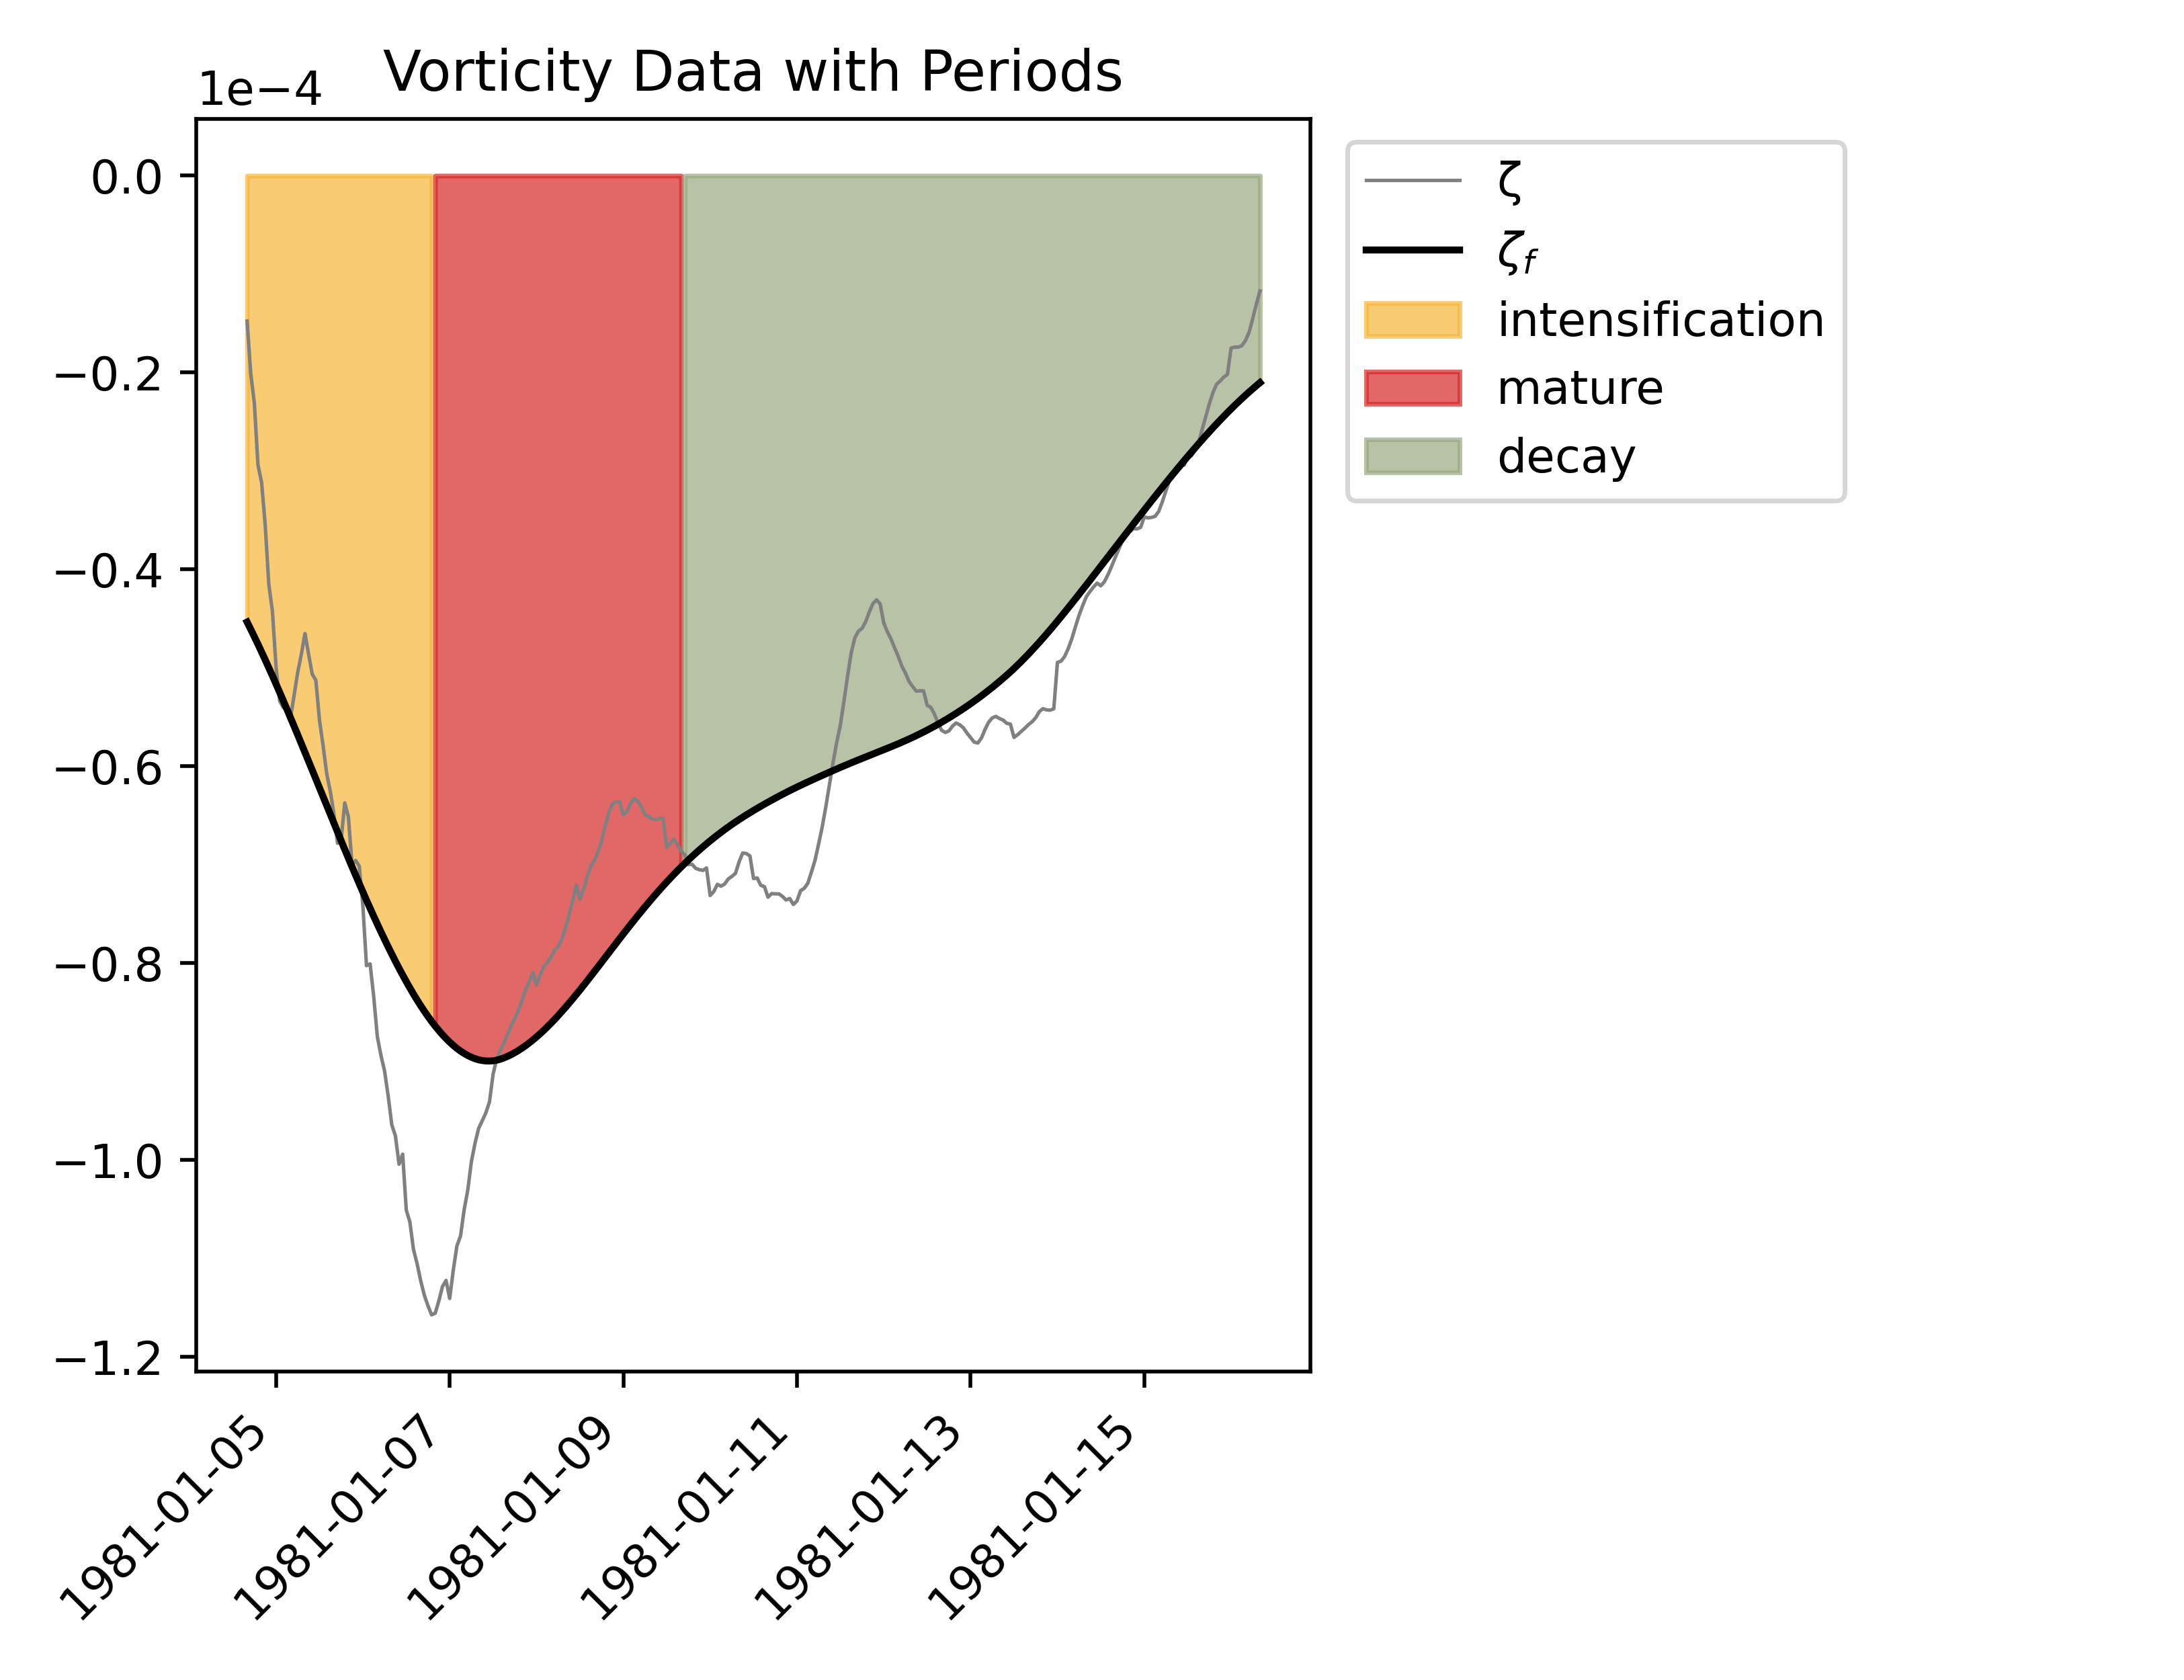 Vorticity Data with Periods
1e−4
0.0
−0.2
−0.4
−0.6
−0.8
−1.0
−1.2
1981-01-05
1981-01-07
1981-01-09
1981-01-11
1981-01-13
1981-01-15
ζ
ζf
intensification
mature
decay